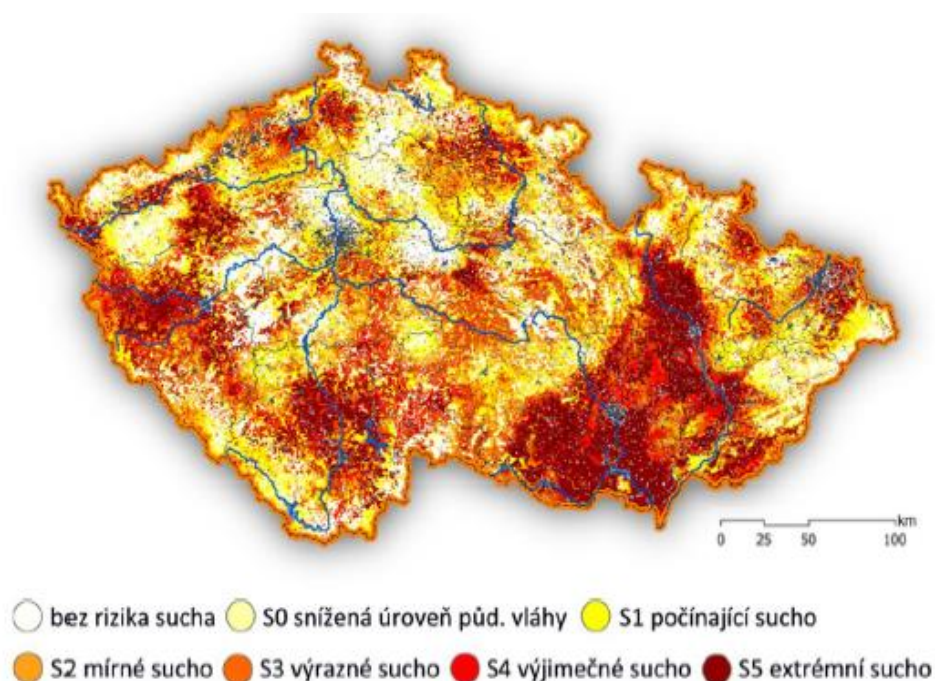 km
0 25 50 100
bez rizika sucha S0 snížená úroveň půd. vláhy S1 počínající sucho
S2 mírné sucho S3 výrazné sucho S4 výjimečné sucho S5 extrémní sucho